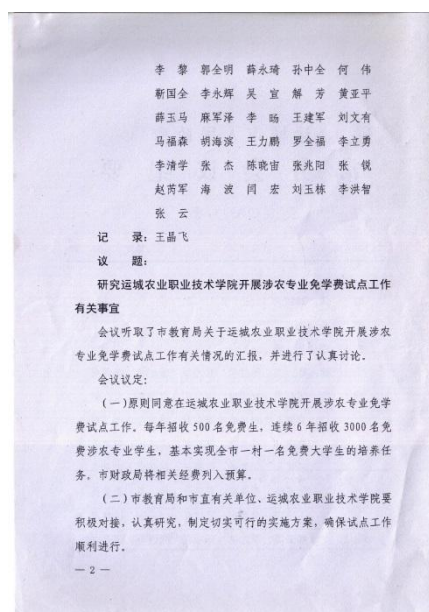 李　黎　郭全明　薛永琦　孙中全　何　伟
靳国全　李永辉　吴　宣　解　芳　黄亚平
薛玉马　麻军泽　李　旸　王建军　刘文有
马福森　胡海滨　王力鹏　罗全福　李立勇
李清学　张　杰　陈晓宙　张兆阳　张　锐
赵芮军　海　波　闫　宏　刘玉栋　李洪智
张　云
记　录：王晶飞
议　题：
研究运城农业职业技术学院开展涉农专业免学费试点工作
有关事宜
会议听取了市教育局关于运城农业职业技术学院开展涉农
专业免学费试点工作有关情况的汇报，并进行了认真讨论。
会议议定：
（一）原则同意在运城农业职业技术学院开展涉农专业免学
费试点工作。每年招收500名免费生，连续6年招收3000名免
费涉农专业学生，基本实现全市一村一名免费大学生的培养任
务。市财政局将相关经费列入预算。
（二）市教育局和市直有关单位、运城农业职业技术学院要
积极对接，认真研究，制定切实可行的实施方案，确保试点工作
顺利进行。
— 2 —